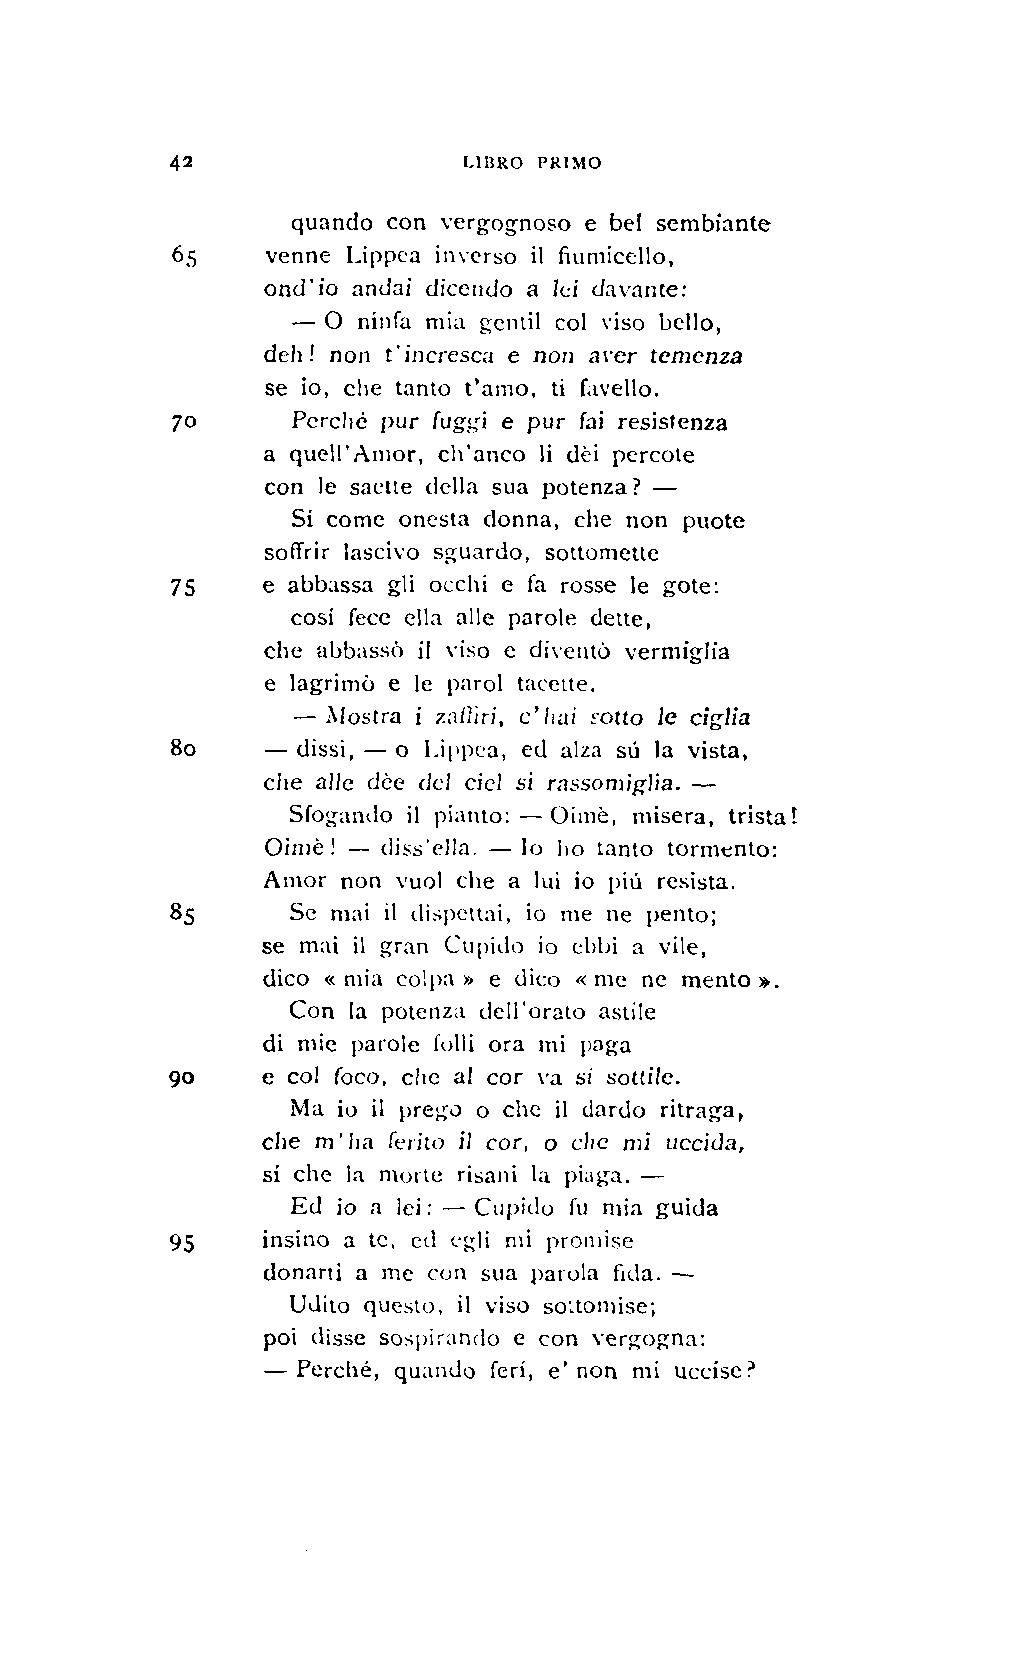 42 LIBRO PRIMO
quando con vergognoso e bel sembiante
65 venne Lippea inverso il fiumicello,
ond'io andai dicendo a lei davante:
— O ninfa mia gentil col viso bello,
deh! non t'incresca e non aver temenza
se io, che tanto t'amo, ti favello.
70 Perché pur fuggi e pur fai resistenza
a quell'Amor, ch'anco li dèi percote
con le saette della sua potenza? —
Sí come onesta donna, che non puote
soffrir lascivo sguardo, sottomette
75 e abbassa gli occhi e fa rosse le gote:
cosí fece ella alle parole dette,
che abbassò il viso e diventò vermiglia
e lagrimò e le parol tacette.
— Mostra i zaffiri, c'hai sotto le ciglia
80 — dissi, — o Lippea, ed alza sú la vista,
che alle dèe del ciel si rassomiglia. —
Sfogando il pianto: — Oimè, misera, trista!
Oimè! — diss'ella. — Io ho tanto tormento:
Amor non vuol che a lui io piú resista.
85 Se mai il dispettai, io me ne pento;
se mai il gran Cupido io ebbi a vile,
dico « mia colpa » e dico « me ne mento ».
Con la potenza dell'orato astile
di mie parole folli ora mi paga
90 e col foco, che al cor va sí sottile.
Ma io il prego o che il dardo ritraga,
che m'ha ferito il cor, o che mi uccida,
sí che la morte risani la piaga. —
Ed io a lei: — Cupido fu mia guida
95 insino a te, ed egli mi promise
donarti a me con sua parola fida. —
Udito questo, il viso sottomise;
poi disse sospirando e con vergogna:
— Perché, quando ferí, e' non mi uccise?